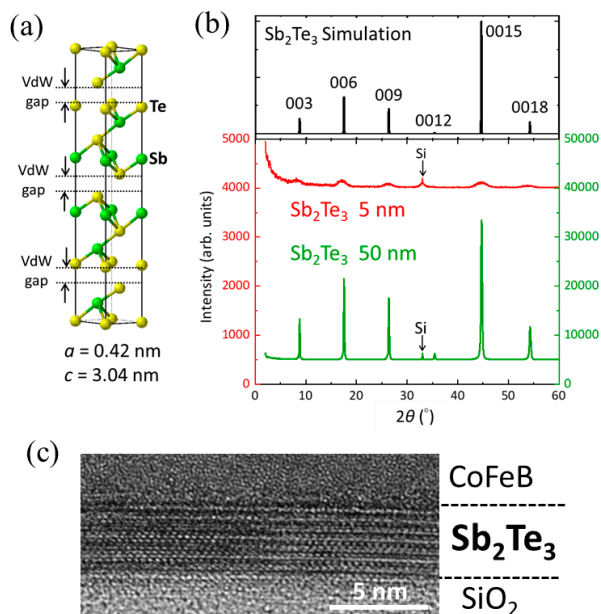 (a)
VdW
gap
Te
Sb
VdW
gap
VdW
gap
a = 0.42 nm
c = 3.04 nm
(b)
Sb₂Te₃ Simulation
003
006
009
0012
0015
0018
5000
4000
3000
2000
1000
0
50000
40000
30000
20000
10000
0
Intensity (arb. units)
Si
Sb₂Te₃ 5 nm
Sb₂Te₃ 50 nm
Si
0 10 20 30 40 50 60
2θ (°)
(c)
CoFeB
Sb₂Te₃
SiO₂
5 nm